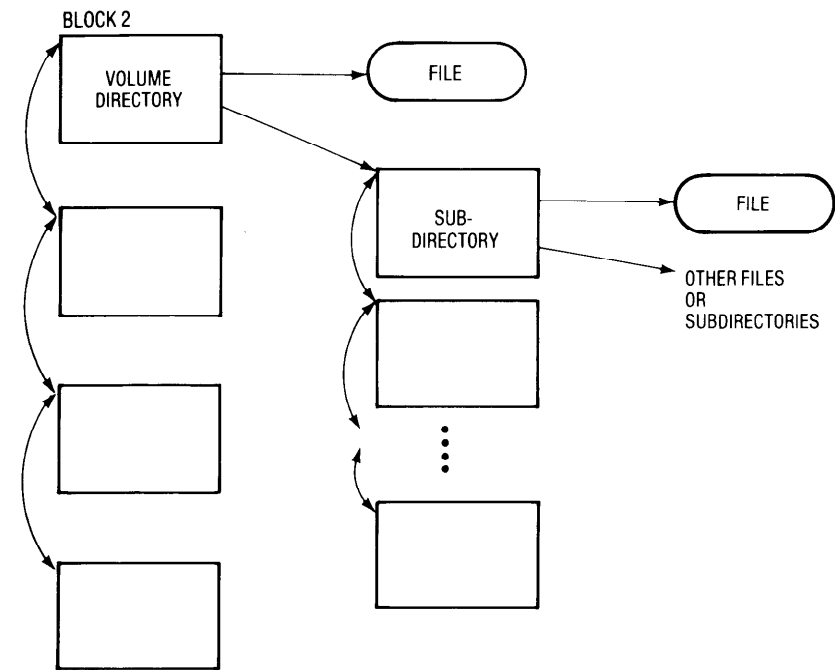 BLOCK 2
VOLUME
DIRECTORY
FILE
SUB-
DIRECTORY
FILE
OTHER FILES
OR
SUBDIRECTORIES